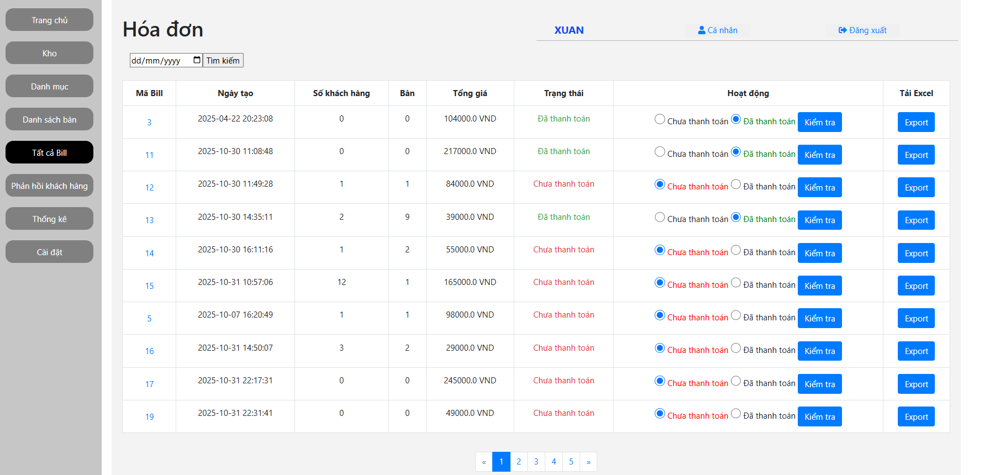 Trang chủ
Kho
Danh mục
Danh sách bàn
Tất cả Bill
Phản hồi khách hàng
Thống kê
Cài đặt
Hóa đơn
XUAN Cá nhân Đăng xuất
dd/mm/yyyy Tìm kiếm
Mã Bill Ngày tạo Số khách hàng Bàn Tổng giá Trạng thái Hoạt động Tải Excel
3 2025-04-22 20:23:08 0 0 104000.0 VND Đã thanh toán Chưa thanh toán Đã thanh toán Kiểm tra Export
11 2025-10-30 11:08:48 0 0 217000.0 VND Đã thanh toán Chưa thanh toán Đã thanh toán Kiểm tra Export
12 2025-10-30 11:49:28 1 1 84000.0 VND Chưa thanh toán Chưa thanh toán Đã thanh toán Kiểm tra Export
13 2025-10-30 14:35:11 2 9 39000.0 VND Đã thanh toán Chưa thanh toán Đã thanh toán Kiểm tra Export
14 2025-10-30 16:11:16 1 2 55000.0 VND Chưa thanh toán Chưa thanh toán Đã thanh toán Kiểm tra Export
15 2025-10-31 10:57:06 12 1 165000.0 VND Chưa thanh toán Chưa thanh toán Đã thanh toán Kiểm tra Export
5 2025-10-07 16:20:49 1 1 98000.0 VND Chưa thanh toán Chưa thanh toán Đã thanh toán Kiểm tra Export
16 2025-10-31 14:50:07 3 2 29000.0 VND Chưa thanh toán Chưa thanh toán Đã thanh toán Kiểm tra Export
17 2025-10-31 22:17:31 0 0 245000.0 VND Chưa thanh toán Chưa thanh toán Đã thanh toán Kiểm tra Export
19 2025-10-31 22:31:41 0 0 49000.0 VND Chưa thanh toán Chưa thanh toán Đã thanh toán Kiểm tra Export
« 1 2 3 4 5 »